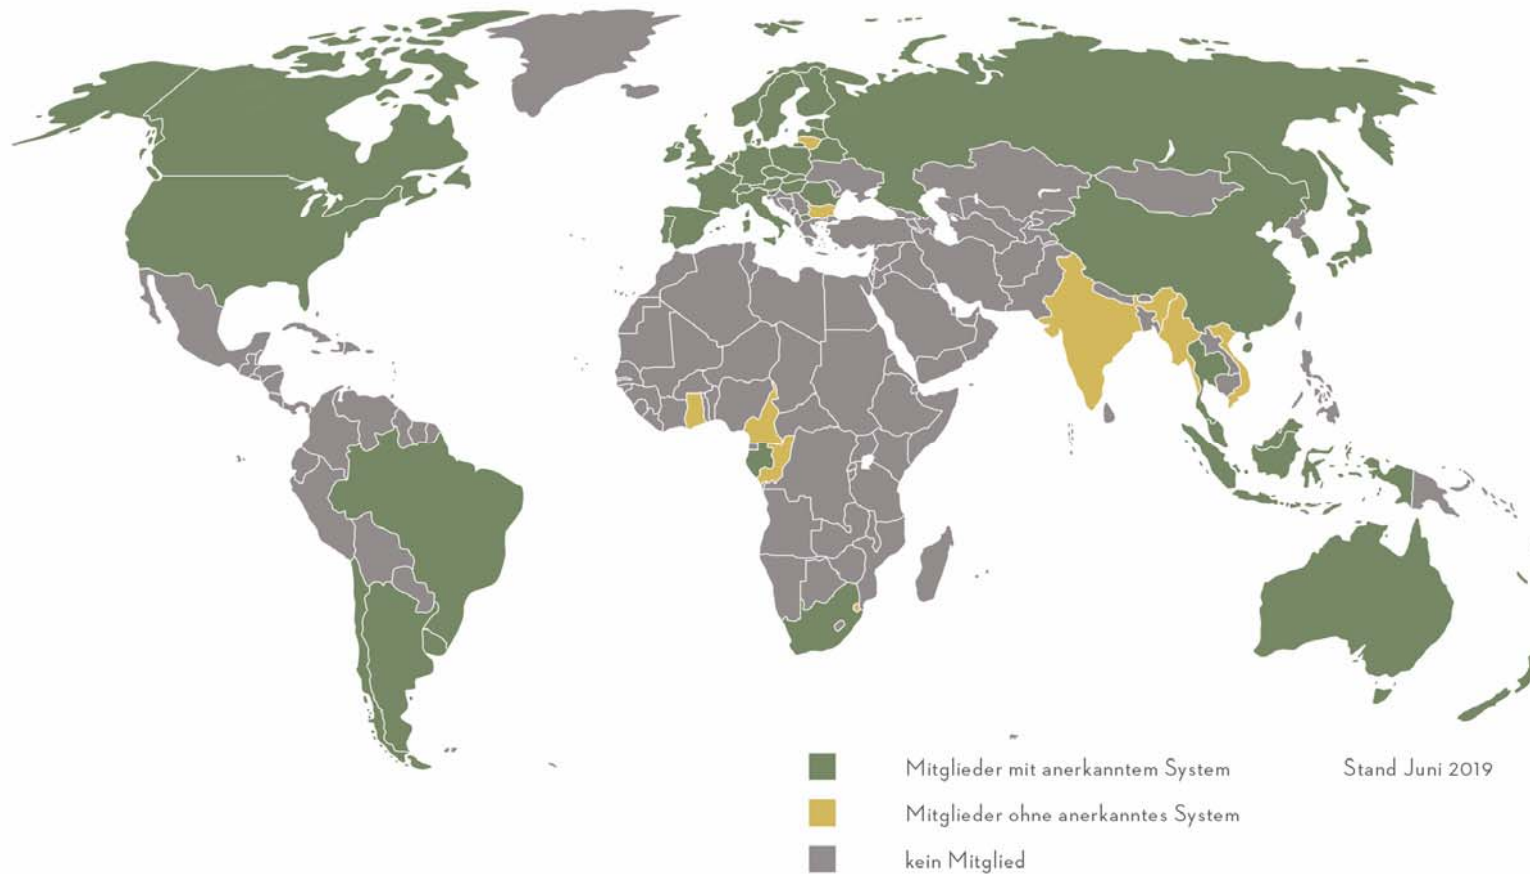 Mitglieder mit anerkanntem System
Stand Juni 2019
Mitglieder ohne anerkanntes System
kein Mitglied